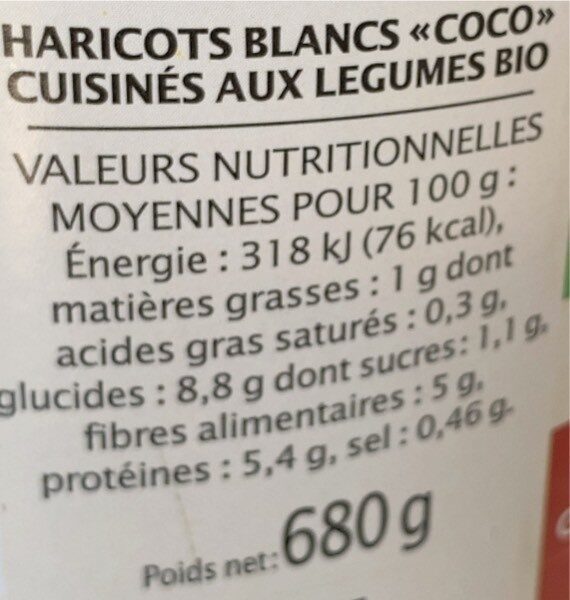 HARICOTS BLANCS «COCO»
CUISINÉS AUX LEGUMES BIO
VALEURS NUTRITIONNELLES
MOYENNES POUR 100 g :
Énergie : 318 kJ (76 kcal),
matières grasses : 1 g dont
acides gras saturés : 0,3 g,
glucides : 8,8 g dont sucres : 1,1 g,
fibres alimentaires : 5 g,
protéines : 5,4 g, sel : 0,46 g.
Poids net: 680 g